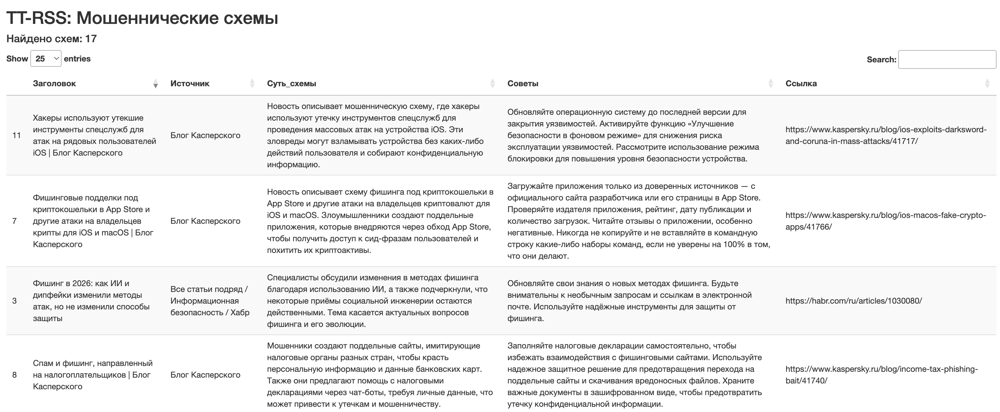 TT-RSS: Мошеннические схемы
Найдено схем: 17
Show 25 entries
Search:
Заголовок
Источник
Суть_схемы
Советы
Ссылка
11
Хакеры используют утекшие
инструменты спецслужб для
атак на рядовых пользователей
iOS | Блог Касперского
Блог Касперского
Новость описывает мошенническую схему, где хакеры
используют утечку инструментов спецслужб для
проведения массовых атак на устройства iOS. Эти
зловреды могут взламывать устройства без каких-либо
действий пользователя и собирают конфиденциальную
информацию.
Обновляйте операционную систему до последней версии для
закрытия уязвимостей. Активируйте функцию «Улучшение
безопасности в фоновом режиме» для снижения риска
эксплуатации уязвимостей. Рассмотрите использование режима
блокировки для повышения уровня безопасности устройства.
https://www.kaspersky.ru/blog/ios-exploits-darksword-
and-coruna-in-mass-attacks/41717/
7
Фишинговые подделки под
криптокошельки в App Store и
другие атаки на владельцев
крипты для iOS и macOS | Блог
Касперского
Блог Касперского
Новость описывает схему фишинга под криптокошельки в
App Store и другие атаки на владельцев криптовалют для
iOS и macOS. Злоумышленники создают поддельные
приложения, которые внедряются через обход App Store,
чтобы получить доступ к сид-фразам пользователей и
похитить их криптоактивы.
Загружайте приложения только из доверенных источников — с
официального сайта разработчика или его страницы в App Store.
Проверяйте издателя приложения, рейтинг, дату публикации и
количество загрузок. Читайте отзывы о приложении, особенно
негативные. Никогда не копируйте и не вставляйте в командную
строку какие-либо наборы команд, если не уверены на 100% в том,
что они делают.
https://www.kaspersky.ru/blog/ios-macos-fake-crypto-
apps/41766/
3
Фишинг в 2026: как ИИ и
дипфейки изменили методы
атак, но не изменили способы
защиты
Все статьи подряд /
Информационная
безопасность / Хабр
Специалисты обсудили изменения в методах фишинга
благодаря использованию ИИ, а также подчеркнули, что
некоторые приёмы социальной инженерии остаются
действенными. Тема касается актуальных вопросов
фишинга и его эволюции.
Обновляйте свои знания о новых методах фишинга. Будьте
внимательны к необычным запросам и ссылкам в электронной
почте. Используйте надёжные инструменты для защиты от
фишинга.
https://habr.com/ru/articles/1030080/
8
Спам и фишинг, направленный
на налогоплательщиков | Блог
Касперского
Блог Касперского
Мошенники создают поддельные сайты, имитирующие
налоговые органы разных стран, чтобы красть
персональную информацию и данные банковских карт.
Также они предлагают помощь с налоговыми
декларациями через чат-боты, требуя личные данные, что
может привести к утечкам и мошенничеству.
Заполняйте налоговые декларации самостоятельно, чтобы
избежать взаимодействия с фишинговыми сайтами. Используйте
надежное защитное решение для предотвращения перехода на
поддельные сайты и скачивания вредоносных файлов. Храните
важные документы в зашифрованном виде, чтобы предотвратить
утечку конфиденциальной информации.
https://www.kaspersky.ru/blog/income-tax-phishing-
bait/41740/